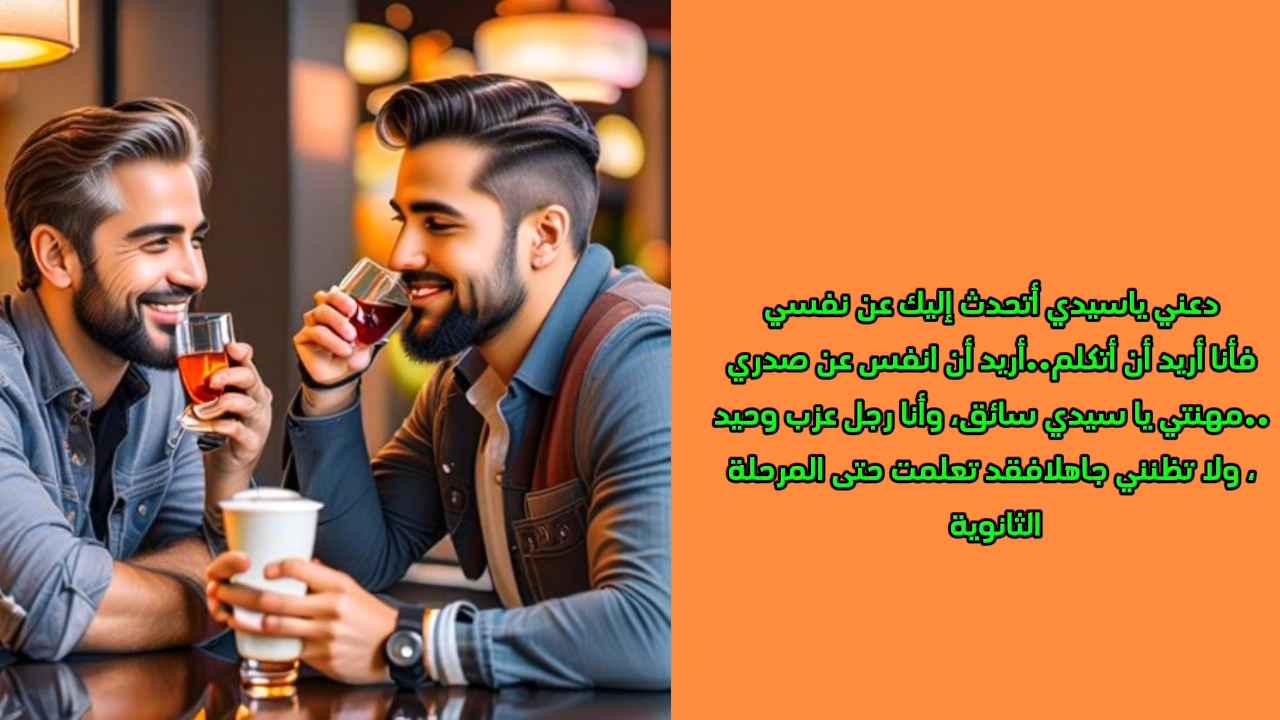 دعني ياسيدي أتحدث إليك عن نفسي
فأنا أريد أن أتكلم..أريد أن انفس عن صدري
..مهنتي يا سيدي سائق، وأنا رجل عزب وحيد
، ولا تظنني جاهلافقد تعلمت حتى المرحلة
الثانوية